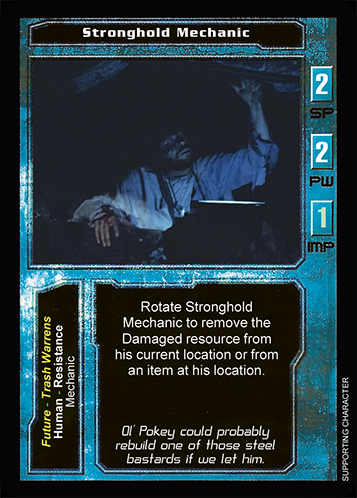 Stronghold Mechanic
2
SP
2
PW
1
IMP
Future - Trash Warrens
Human - Resistance
Mechanic
Rotate Stronghold
Mechanic to remove the
Damaged resource from
his current location or from
an item at his location.
Ol' Pokey could probably
rebuild one of those steel
bastards if we let him.
SUPPORTING CHARACTER